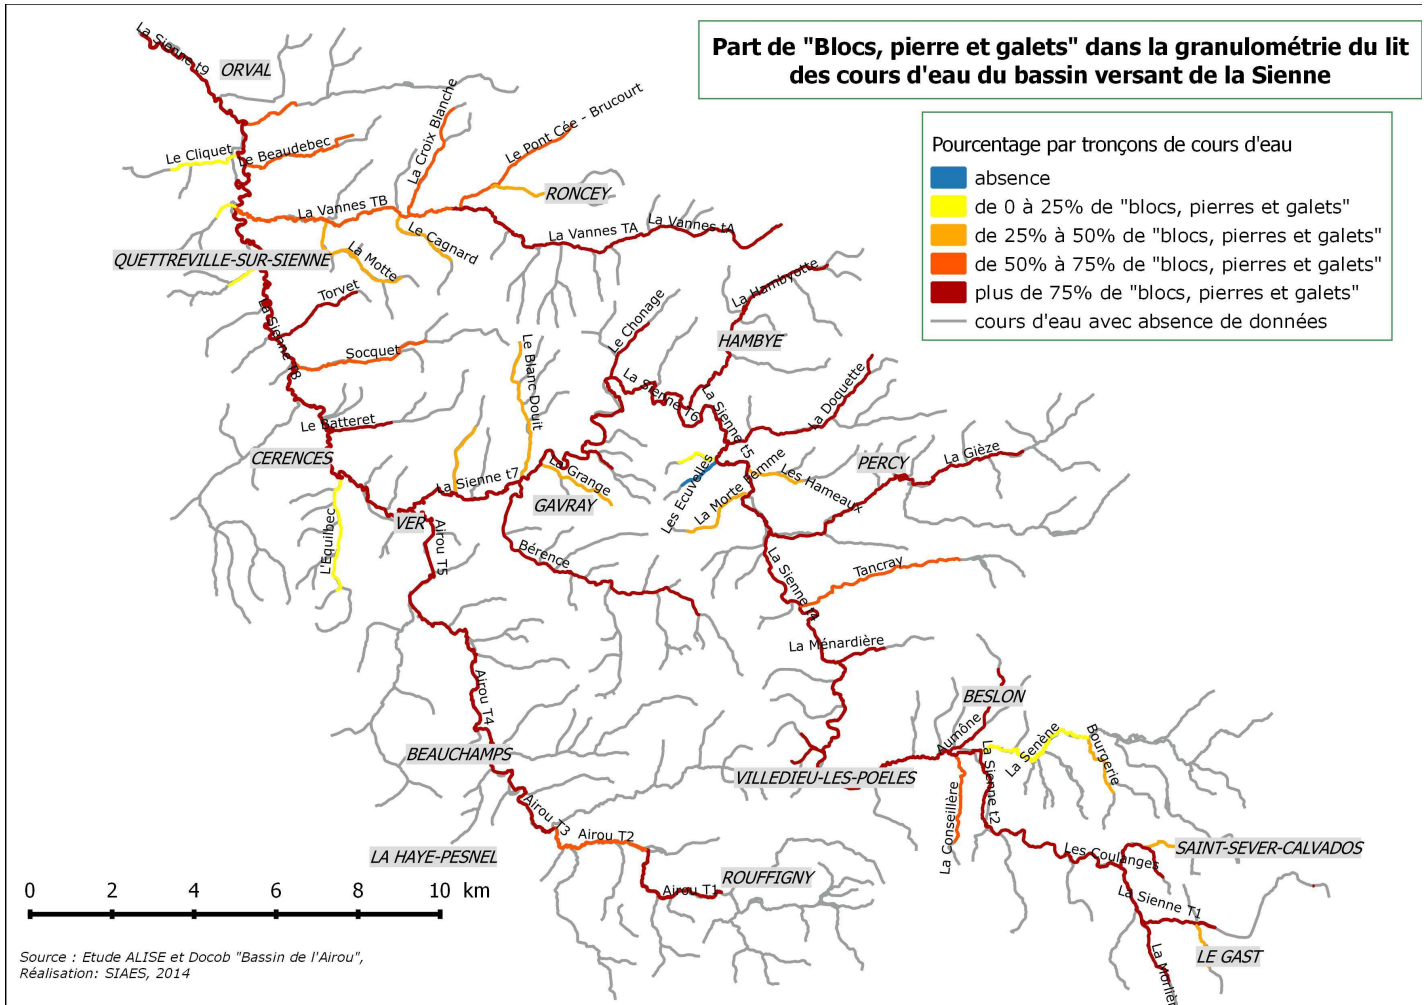 Part de "Blocs, pierre et galets" dans la granulométrie du lit
des cours d'eau du bassin versant de la Sienne
Pourcentage par tronçons de cours d'eau
absence
de 0 à 25% de "blocs, pierres et galets"
de 25% à 50% de "blocs, pierres et galets"
de 50% à 75% de "blocs, pierres et galets"
plus de 75% de "blocs, pierres et galets"
cours d'eau avec absence de données
La Sienne t9
ORVAL
Le Cliquet
Le Beaudebec
La Croix Blanche
Le Pont Cée - Brucourt
RONCEY
La Vannes TB
La Vannes TA
La Vannes tA
Le Cagnard
La Motte
QUETTREVILLE-SUR-SIENNE
Torvet
La Sienne T8
Socquet
Le Chonage
La Hambyotte
HAMBYE
Le Blanc Douit
La Sienne T6
La Sienne t5
La Doquette
Le Batteret
CERENCES
La Sienne t7
La Grange
GAVRAY
Les Ecuvelles
La Morte Femme
Les Hameaux
PERCY
La Gièze
VER
L'Equilbec
Airou T5
Bérence
La Sienne t4
Tancray
La Ménardière
Airou T4
BEAUCHAMPS
BESLON
Aumône
La Sienne t2
La Senène
Bourgerie
VILLEDIEU-LES-POELES
La Conseillère
Airou T3
Airou T2
LA HAYE-PESNEL
Airou T1
ROUFFIGNY
Les Coulanges
SAINT-SEVER-CALVADOS
La Sienne T1
LE GAST
La Morlière
0 2 4 6 8 10 km
Source : Etude ALISE et Docob "Bassin de l'Airou",
Réalisation: SIAES, 2014